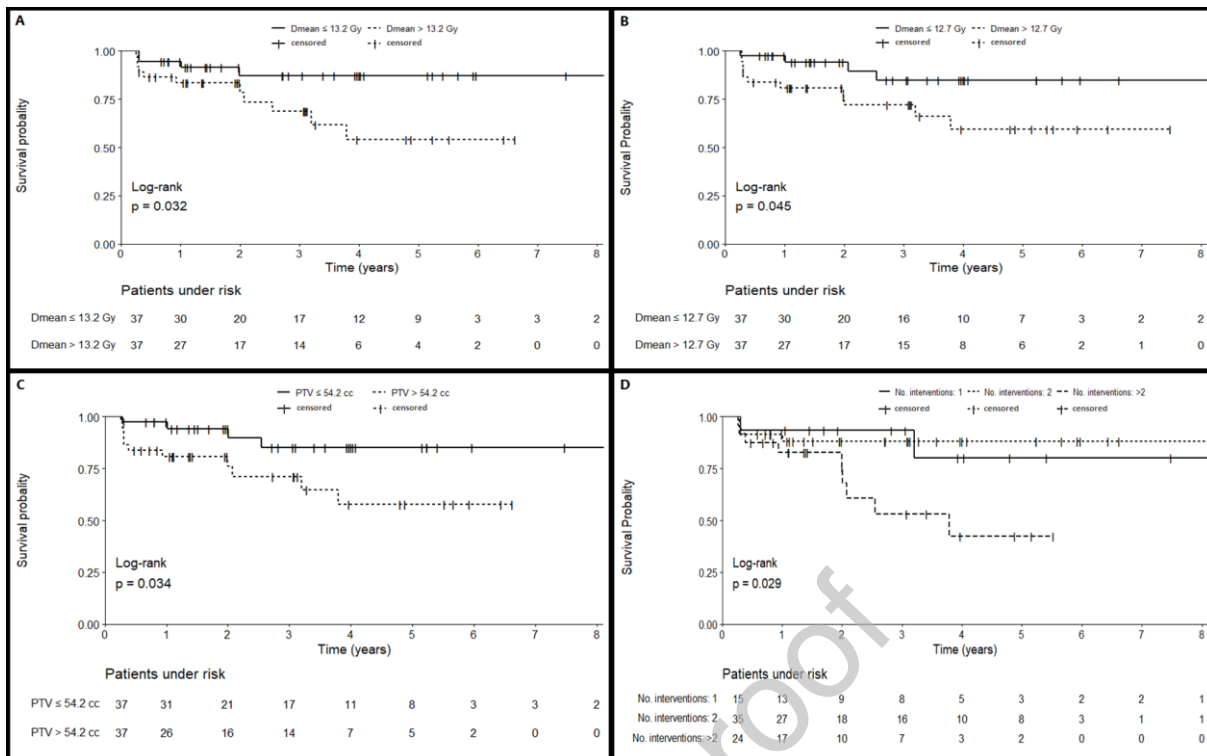 A
Dmean ≤ 13.2 Gy Dmean > 13.2 Gy
censored censored
1.00
0.75
0.50
0.25
0.00
Survival probality
Log-rank
p = 0.032
0 1 2 3 4 5 6 7 8
Time (years)
Patients under risk
Dmean ≤ 13.2 Gy 37 30 20 17 12 9 3 3 2
Dmean > 13.2 Gy 37 27 17 14 6 4 2 0 0
B
Dmean ≤ 12.7 Gy Dmean > 12.7 Gy
censored censored
1.00
0.75
0.50
0.25
0.00
Survival Probality
Log-rank
p = 0.045
0 1 2 3 4 5 6 7 8
Time (years)
Patients under risk
Dmean ≤ 12.7 Gy 37 30 20 16 10 7 3 2 2
Dmean > 12.7 Gy 37 27 17 15 8 6 2 1 0
C
PTV ≤ 54.2 cc PTV > 54.2 cc
censored censored
1.00
0.75
0.50
0.25
0.00
Survival probality
Log-rank
p = 0.034
0 1 2 3 4 5 6 7 8
Time (years)
Patients under risk
PTV ≤ 54.2 cc 37 31 21 17 11 8 3 3 2
PTV > 54.2 cc 37 26 16 14 7 5 2 0 0
D
No. interventions: 1 No. interventions: 2 No. interventions: >2
censored censored censored
1.00
0.75
0.50
0.25
0.00
Survival Probality
Log-rank
p = 0.029
0 1 2 3 4 5 6 7 8
Time (years)
Patients under risk
No. interventions: 1 15 13 9 8 5 3 2 2 1
No. interventions: 2 35 27 18 16 10 8 3 1 1
No. interventions: >2 24 17 10 7 3 2 0 0 0
roof